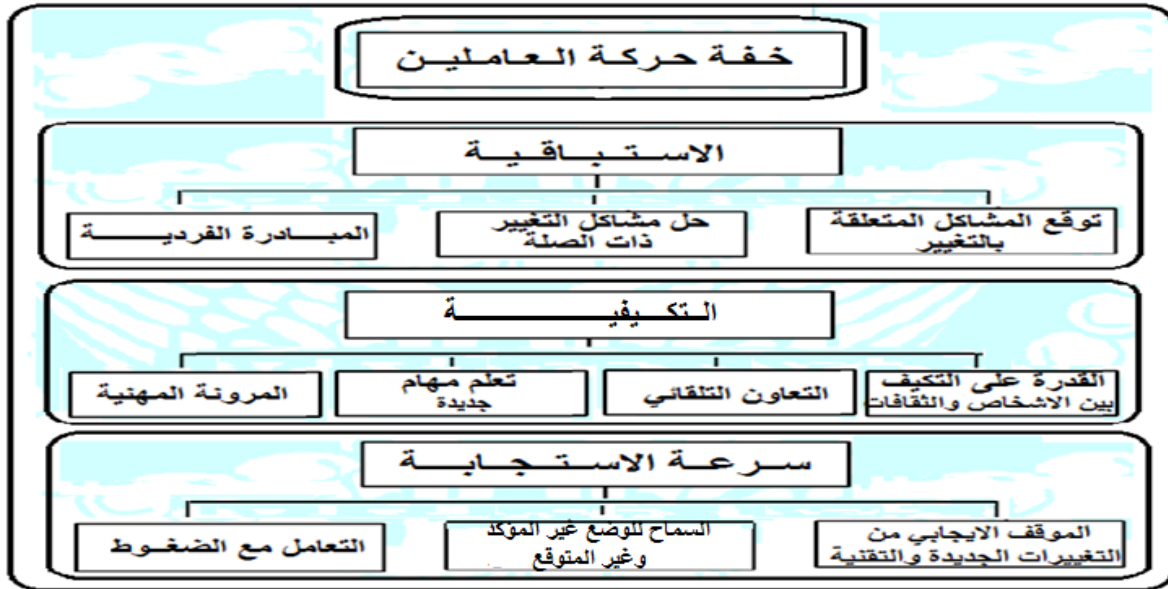 خفة حركة العاملين
الاستباقية
توقع المشاكل المتعلقة
بالتغيير
حل مشاكل التغيير
ذات الصلة
المبادرة الفردية
التكيفية
القدرة على التكيف
بين الاشخاص والثقافات
التعاون التلقائي
تعلم مهام
جديدة
المرونة المهنية
سرعة الاستجابة
الموقف الايجابي من
التغييرات الجديدة والتقنية
السماح للوضع غير المؤكد
وغير المتوقع
التعامل مع الضغوط